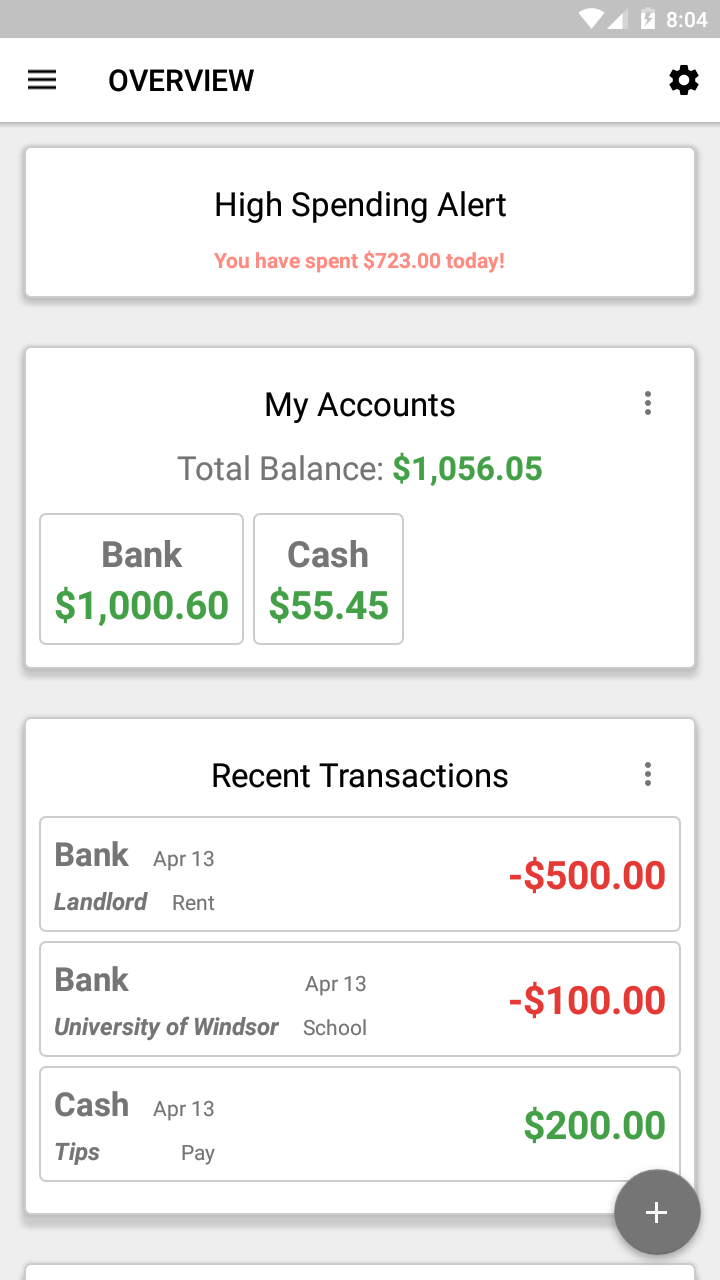 8:04
OVERVIEW
High Spending Alert
You have spent $723.00 today!
My Accounts
Total Balance: $1,056.05
Bank
$1,000.60
Cash
$55.45
Recent Transactions
Bank Apr 13
-$500.00
Landlord Rent
Bank Apr 13
-$100.00
University of Windsor School
Cash Apr 13
$200.00
Tips Pay
+